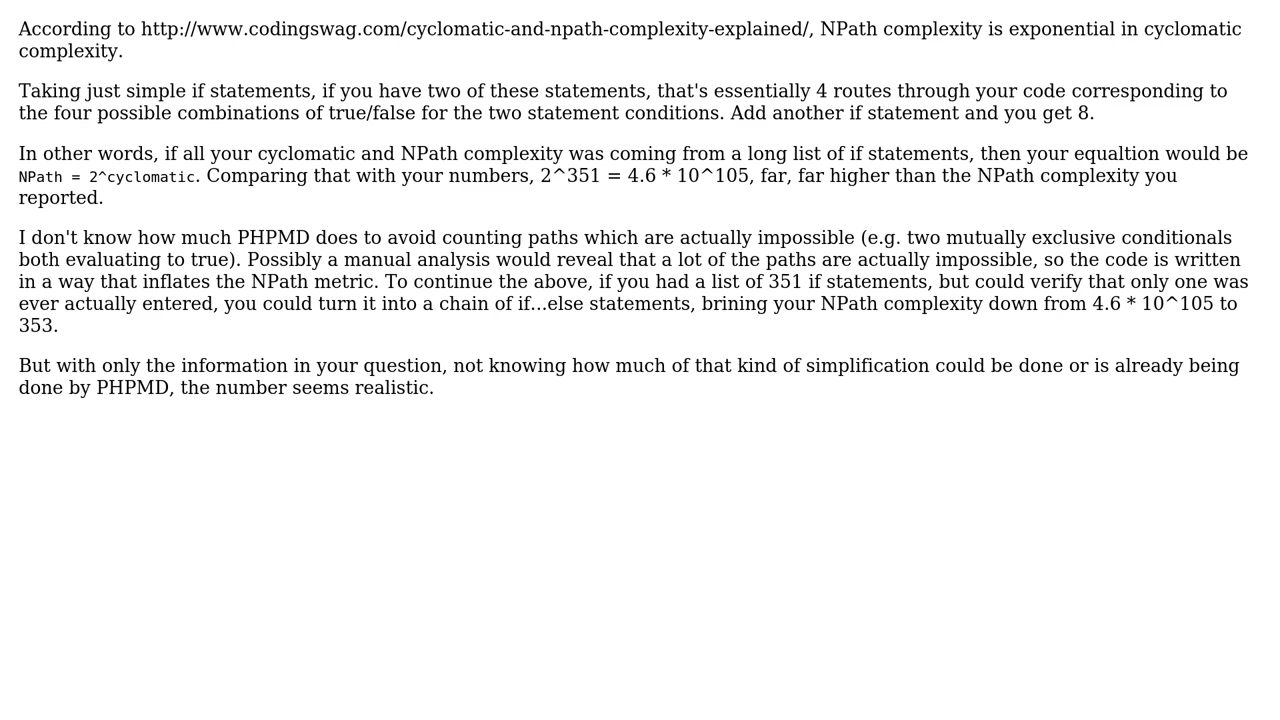 According to http://www.codingswag.com/cyclomatic-and-npath-complexity-explained/, NPath complexity is exponential in cyclomatic
complexity.
Taking just simple if statements, if you have two of these statements, that's essentially 4 routes through your code corresponding to
the four possible combinations of true/false for the two statement conditions. Add another if statement and you get 8.
In other words, if all your cyclomatic and NPath complexity was coming from a long list of if statements, then your equaltion would be
NPath = 2^cyclomatic. Comparing that with your numbers, 2^351 = 4.6 * 10^105, far, far higher than the NPath complexity you
reported.
I don't know how much PHPMD does to avoid counting paths which are actually impossible (e.g. two mutually exclusive conditionals
both evaluating to true). Possibly a manual analysis would reveal that a lot of the paths are actually impossible, so the code is written
in a way that inflates the NPath metric. To continue the above, if you had a list of 351 if statements, but could verify that only one was
ever actually entered, you could turn it into a chain of if...else statements, brining your NPath complexity down from 4.6 * 10^105 to
353.
But with only the information in your question, not knowing how much of that kind of simplification could be done or is already being
done by PHPMD, the number seems realistic.